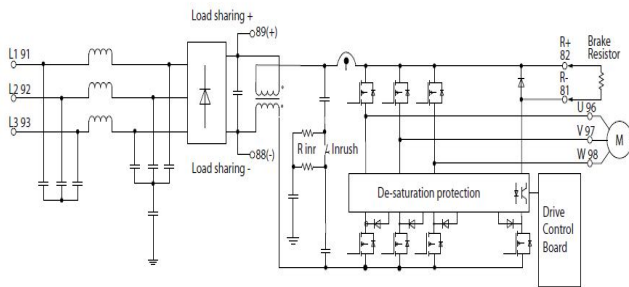 Load sharing +
89(+)
L1 91
L2 92
L3 93
R+
82
Brake
Resistor
R-
81
U 96
V 97
W 98
M
R inr
Inrush
88(-)
Load sharing -
De-saturation protection
Drive
Control
Board